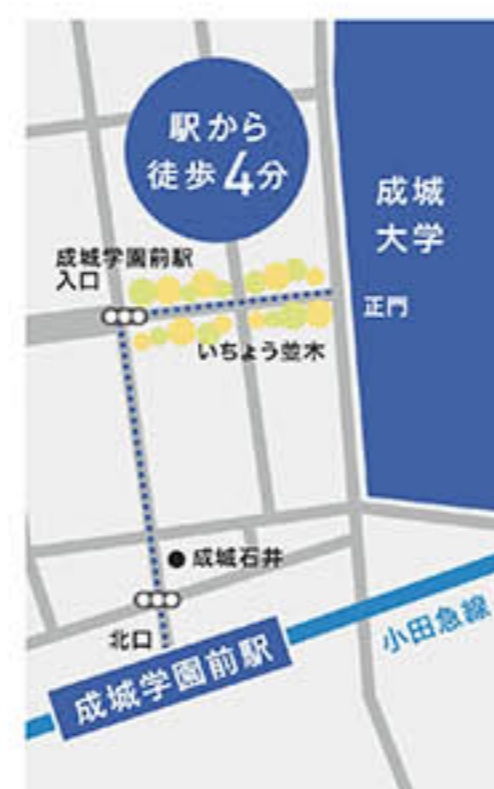 駅から
徒歩4分
成城
大学
成城学園前駅
入口
正門
いちょう並木
成城石井
小田急線
北口
成城学園前駅